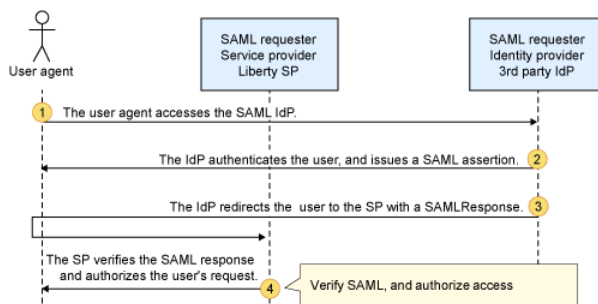 SAML requester
Service provider
Liberty SP
SAML requester
Identity provider
3rd party IdP
User agent
1 The user agent accesses the SAML IdP.
The IdP authenticates the user, and issues a SAML assertion. 2
The IdP redirects the user to the SP with a SAMLResponse. 3
The SP verifies the SAML response
and authorizes the user's request.
4
Verify SAML, and authorize access